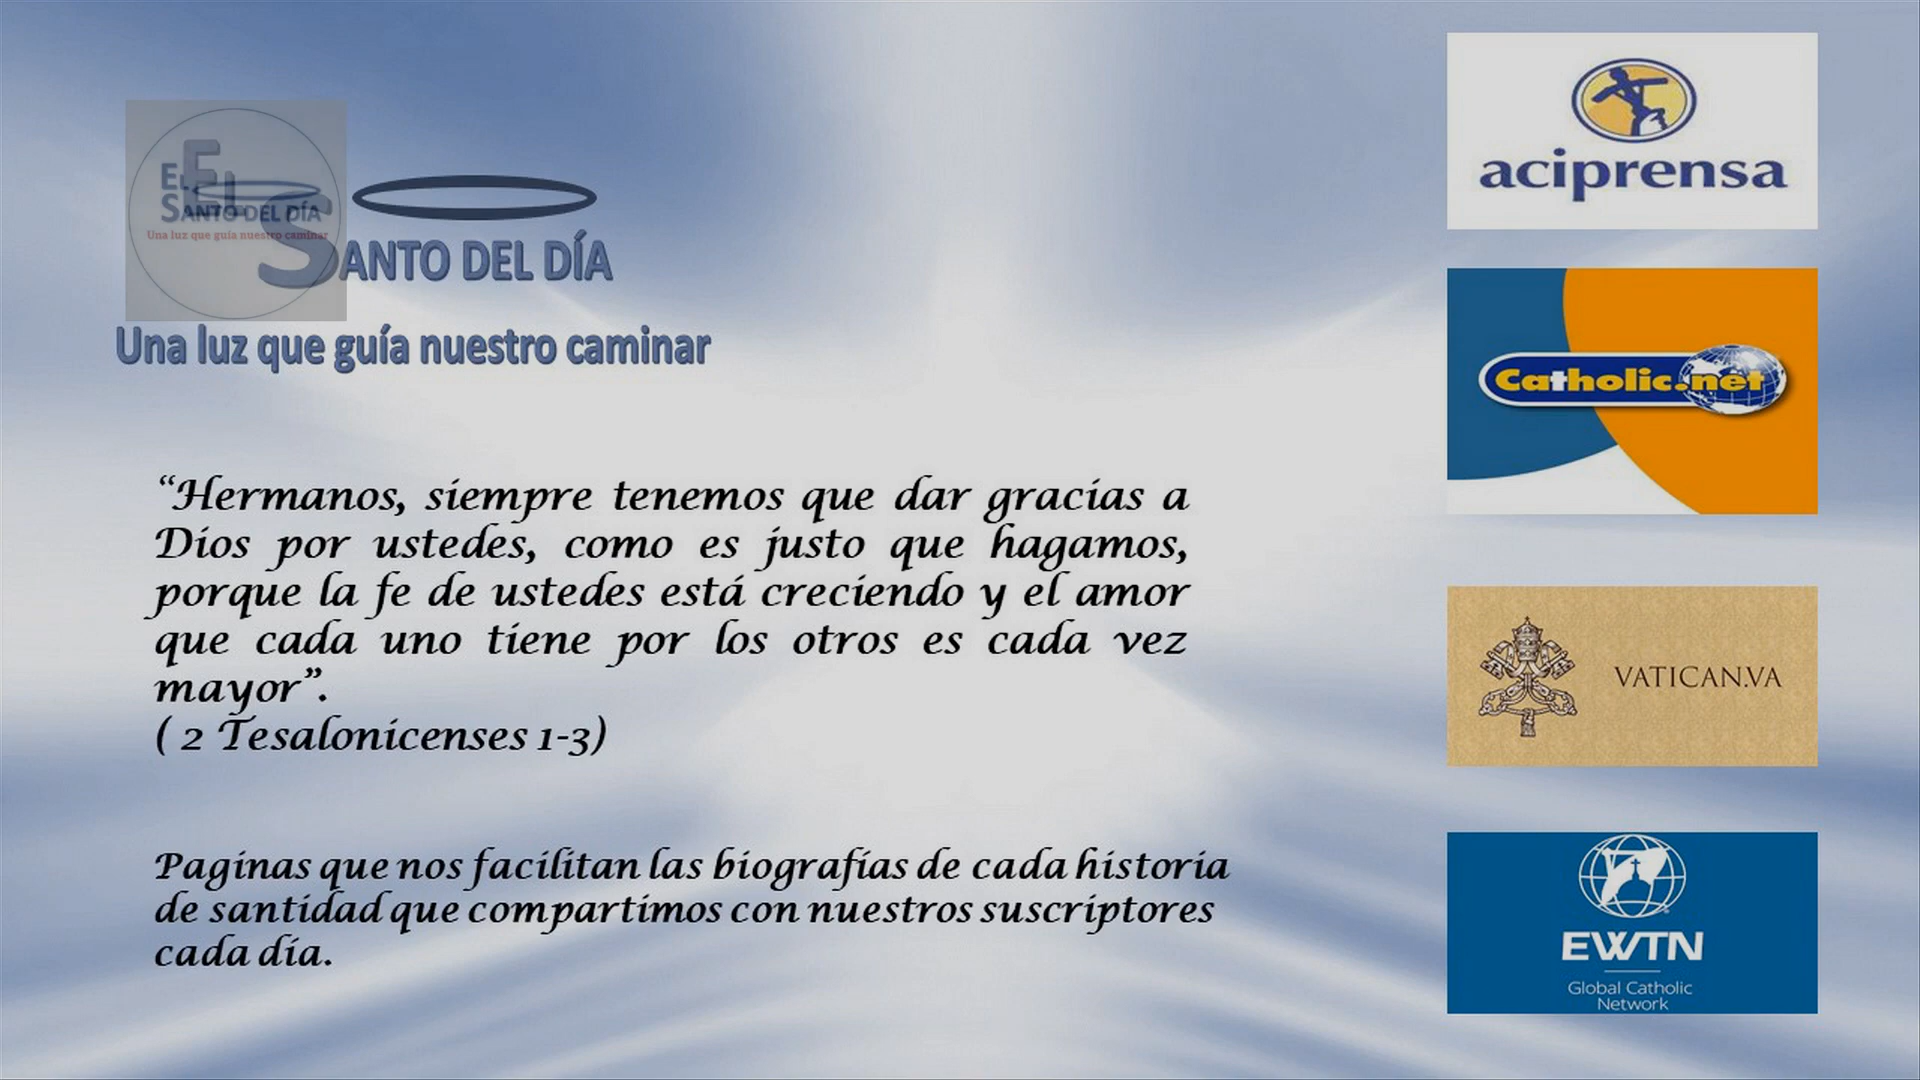 EL
SANTO DEL DÍA
Una luz que guía nuestro caminar
EL
SANTO DEL DÍA
Una luz que guía nuestro caminar
“Hermanos, siempre tenemos que dar gracias a
Dios por ustedes, como es justo que hagamos,
porque la fe de ustedes está creciendo y el amor
que cada uno tiene por los otros es cada vez
mayor”.
( 2 Tesalonicenses 1-3)
Paginas que nos facilitan las biografías de cada historia
de santidad que compartimos con nuestros suscriptores
cada día.
aciprensa
Catholic.net
VATICAN.VA
EWTN
Global Catholic
Network